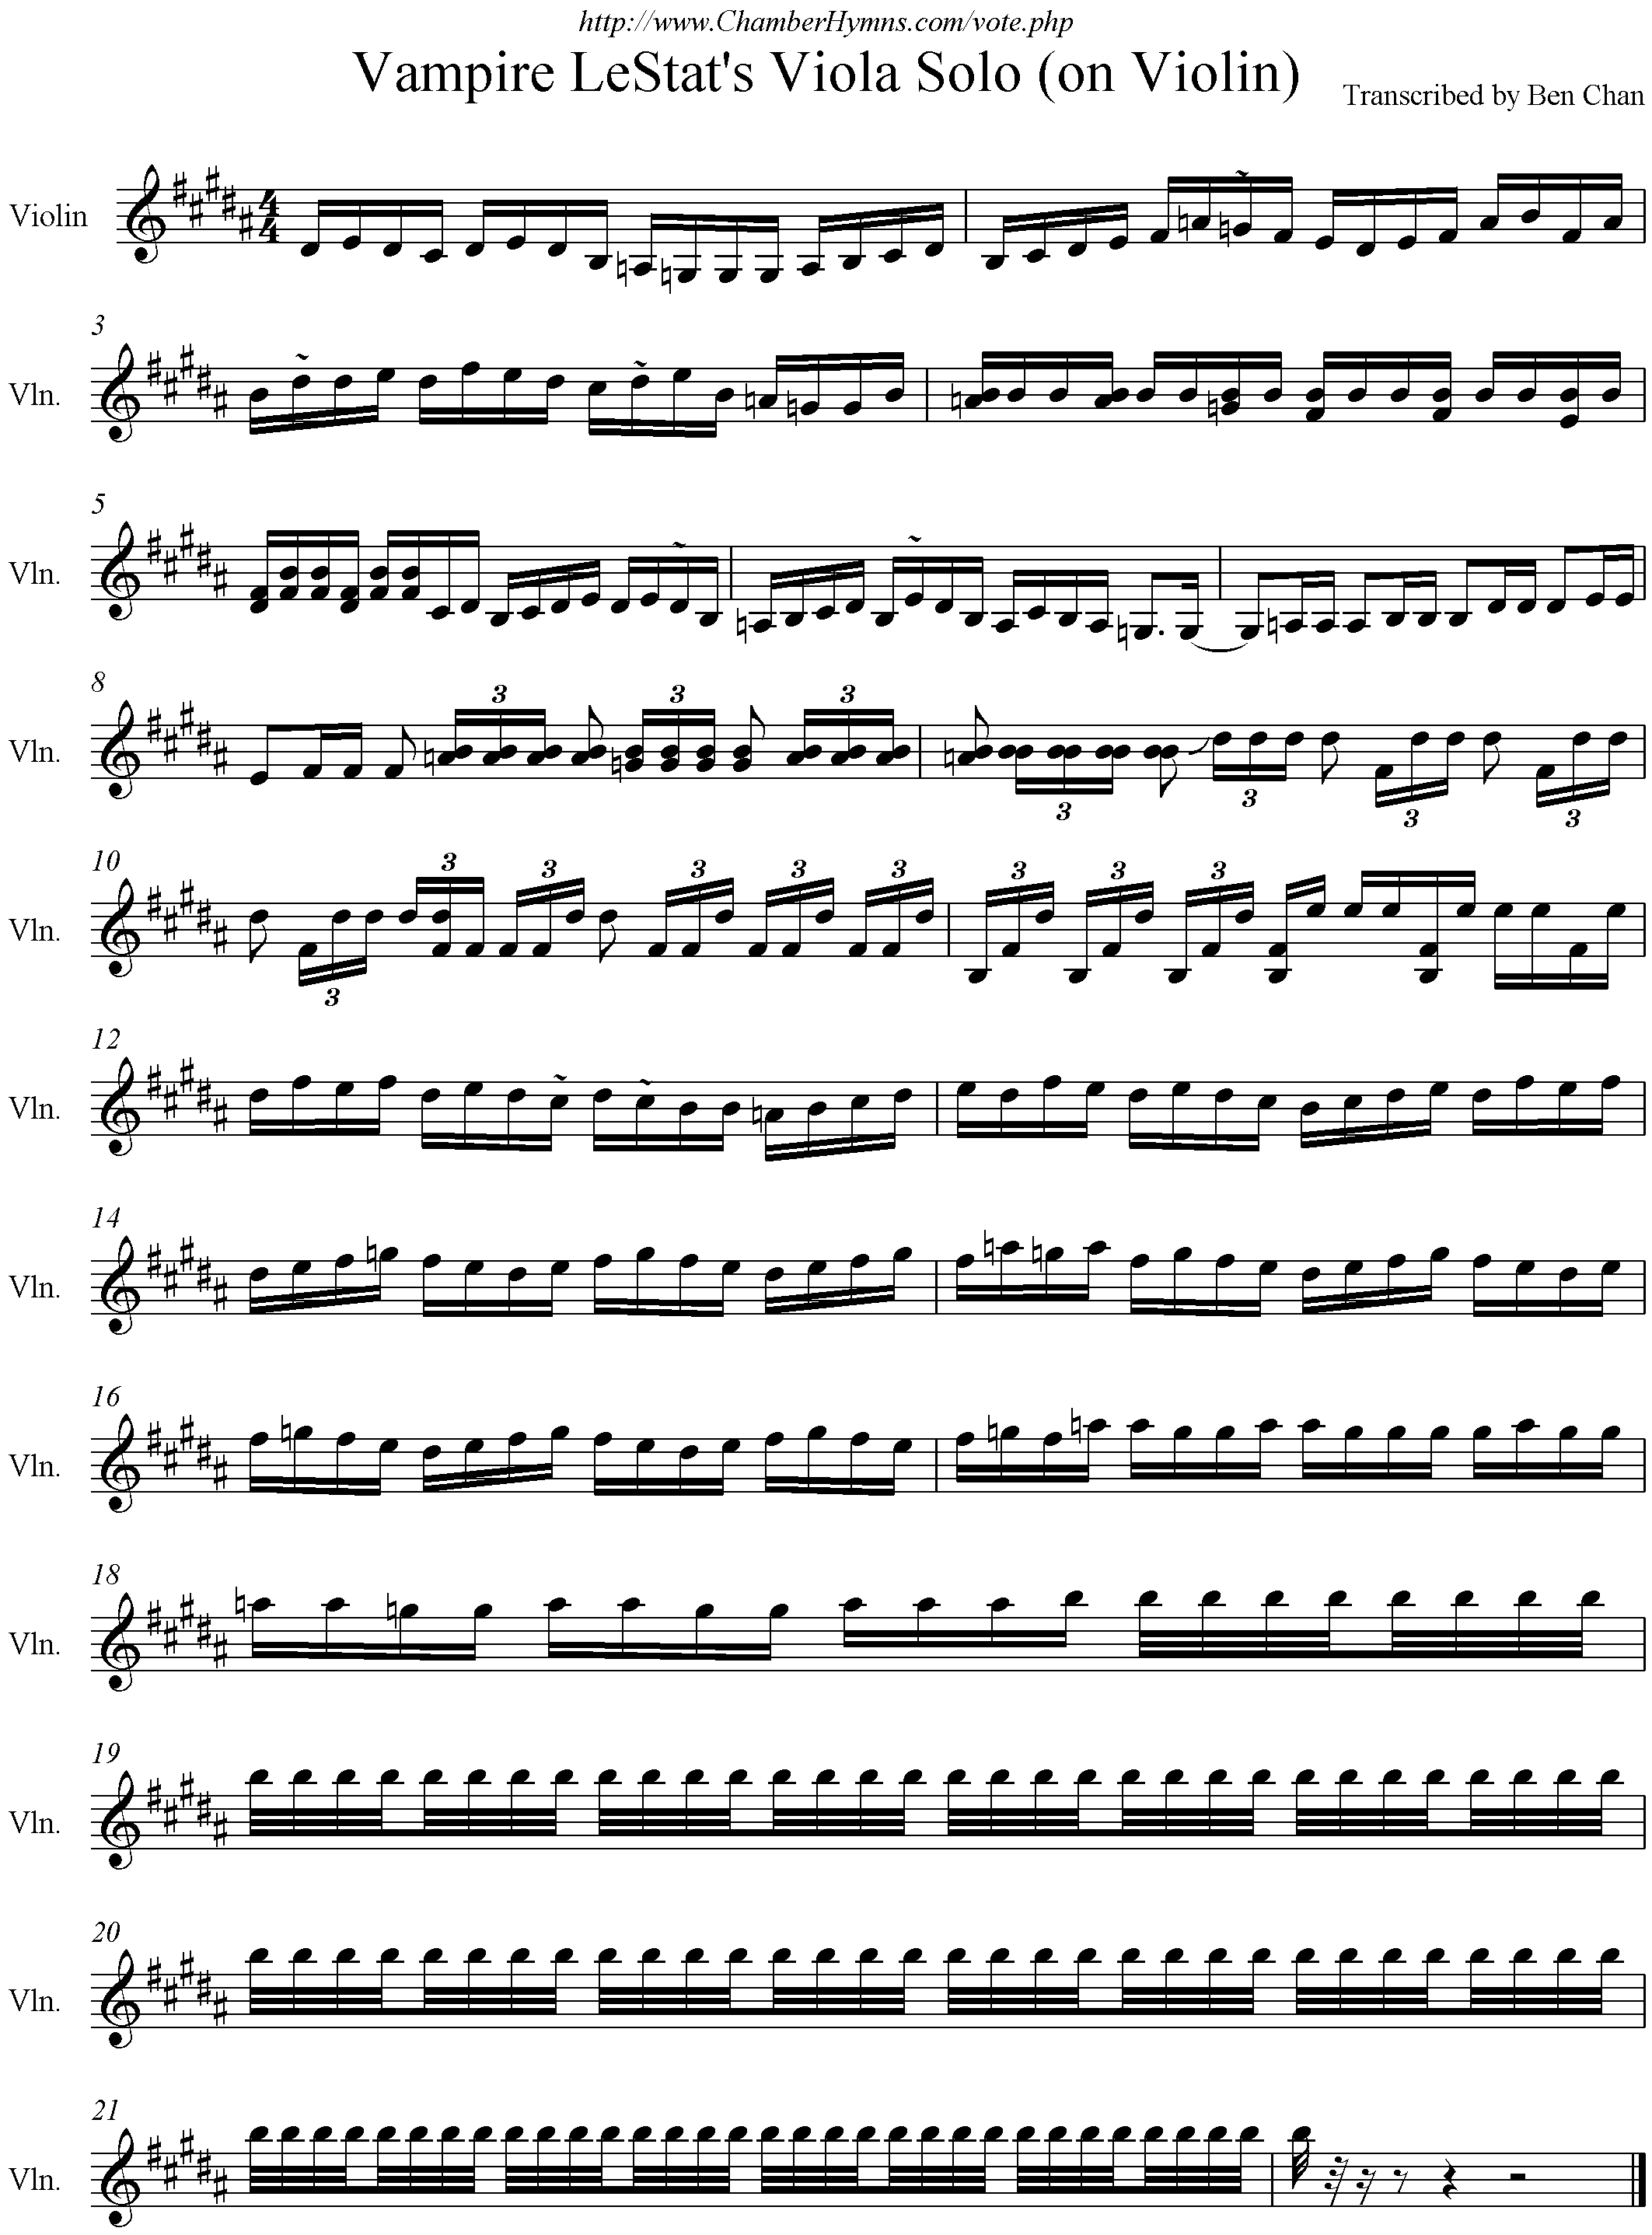 http://www.ChamberHymns.com/vote.php
Vampire LeStat's Viola Solo (on Violin)
Transcribed by Ben Chan
Violin
4
4
3
Vln.
5
Vln.
8
3 3 3
Vln.
3 3 3 3
10
3 3 3 3 3 3 3 3
Vln.
3
12
Vln.
14
Vln.
16
Vln.
18
Vln.
19
Vln.
20
Vln.
21
Vln.